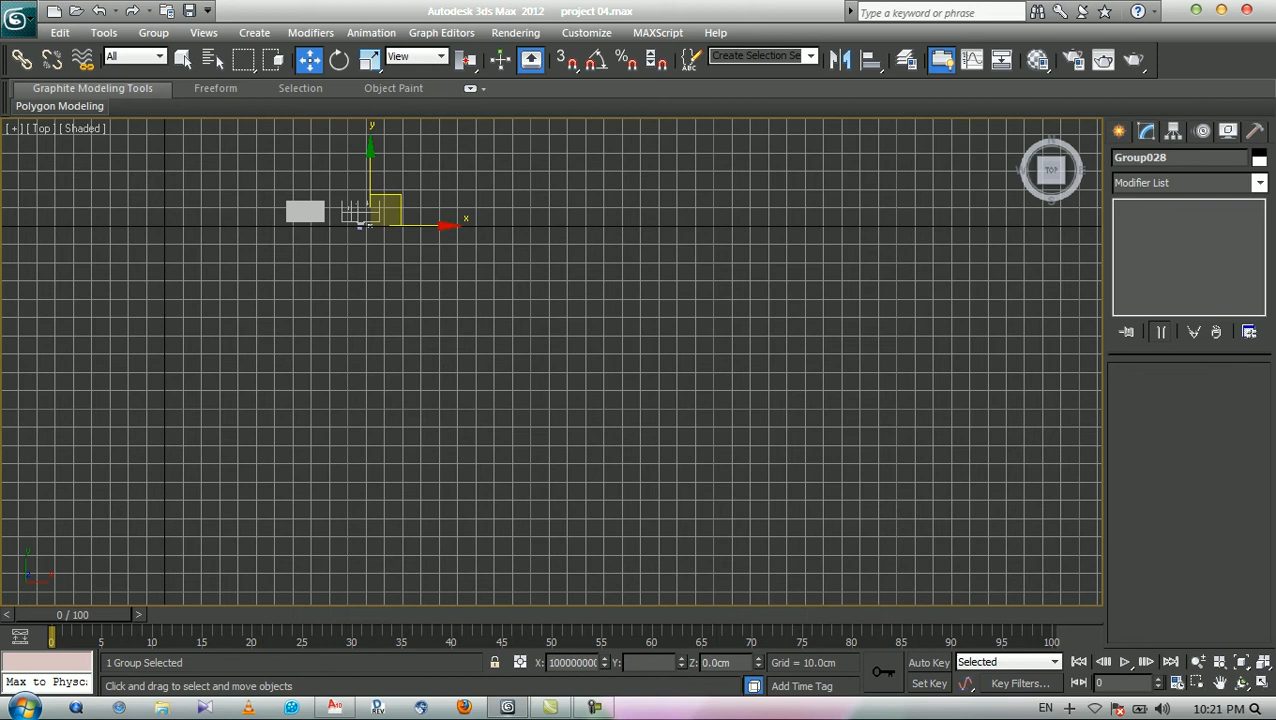 Autodesk 3ds Max 2012 project 04.max
Type a keyword or phrase
Edit Tools Group Views Create Modifiers Animation Graph Editors Rendering Customize MAXScript Help
All View Create Selection Se
Graphite Modeling Tools Freeform Selection Object Paint
Polygon Modeling
[ + ] [ Top ] [ Shaded ]
y
x
N
TOP
S
Group028
Modifier List
0 / 100
0 5 10 15 20 25 30 35 40 45 50 55 60 65 70 75 80 85 90 95 100
1 Group Selected X: 100000000 Y: Z: 0.0cm Grid = 10.0cm Auto Key Selected
Max to Physc: Click and drag to select and move objects Add Time Tag Set Key Key Filters... 0
EN 10:21 PM